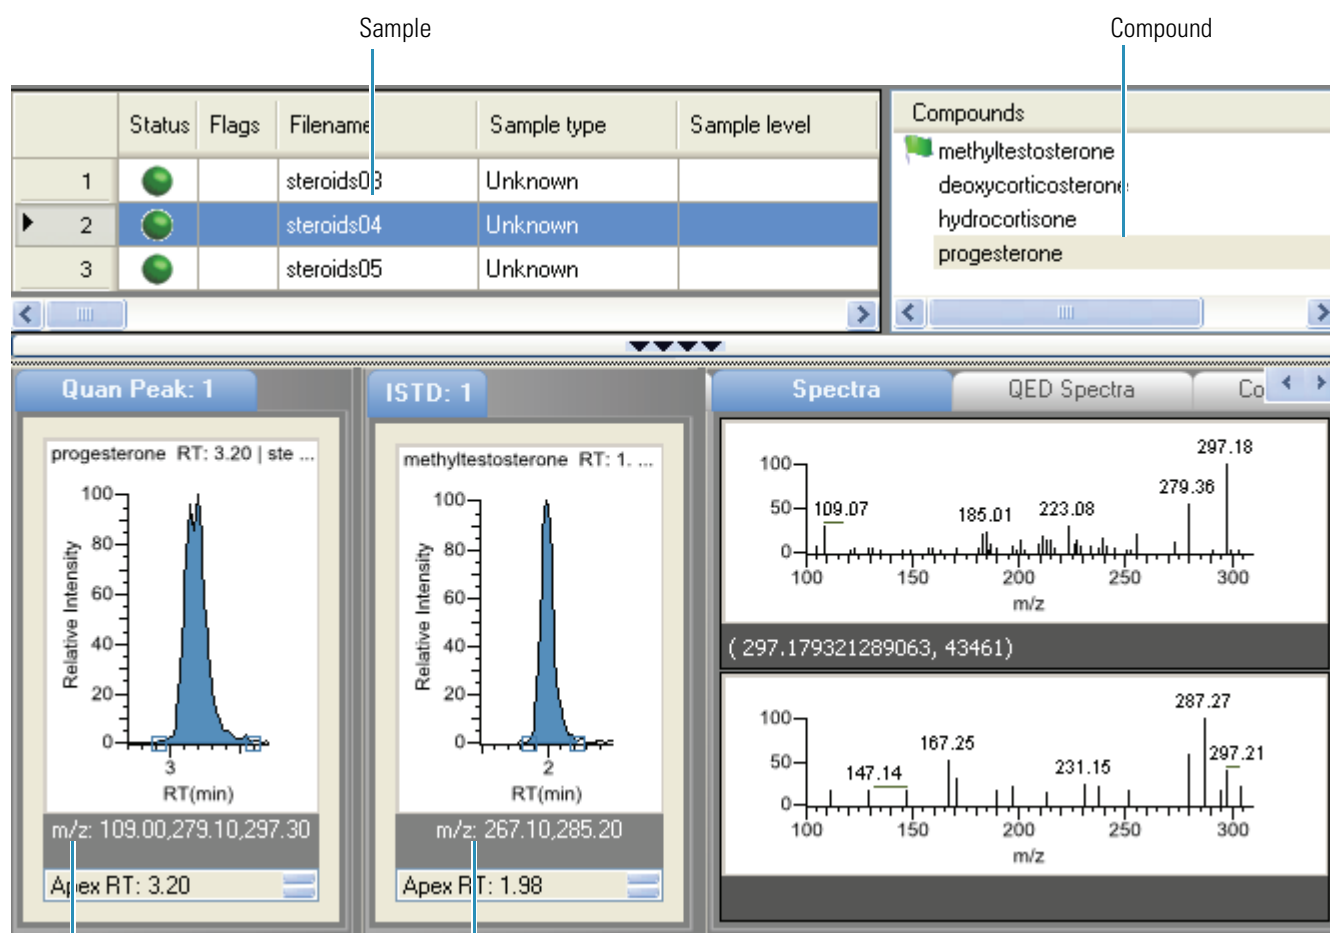 Sample
Compound
Status Flags Filename Sample type Sample level
1 steroids03 Unknown
2 steroids04 Unknown
3 steroids05 Unknown
Compounds
methyltestosterone
deoxycorticosterone
hydrocortisone
progesterone
Quan Peak: 1
progesterone RT: 3.20 | ste ...
100
80
60
40
20
0
Relative Intensity
3
RT(min)
m/z: 109.00,279.10,297.30
Apex RT: 3.20
ISTD: 1
methyltestosterone RT: 1. ...
100
80
60
40
20
0
Relative Intensity
2
RT(min)
m/z: 267.10,285.20
Apex RT: 1.98
Spectra QED Spectra Co
297.18
279.36
109.07 185.01 223.08
100
50
0
100 150 200 250 300
m/z
( 297.179321289063, 43461)
287.27
167.25 297.21
147.14 231.15
100
50
0
100 150 200 250 300
m/z